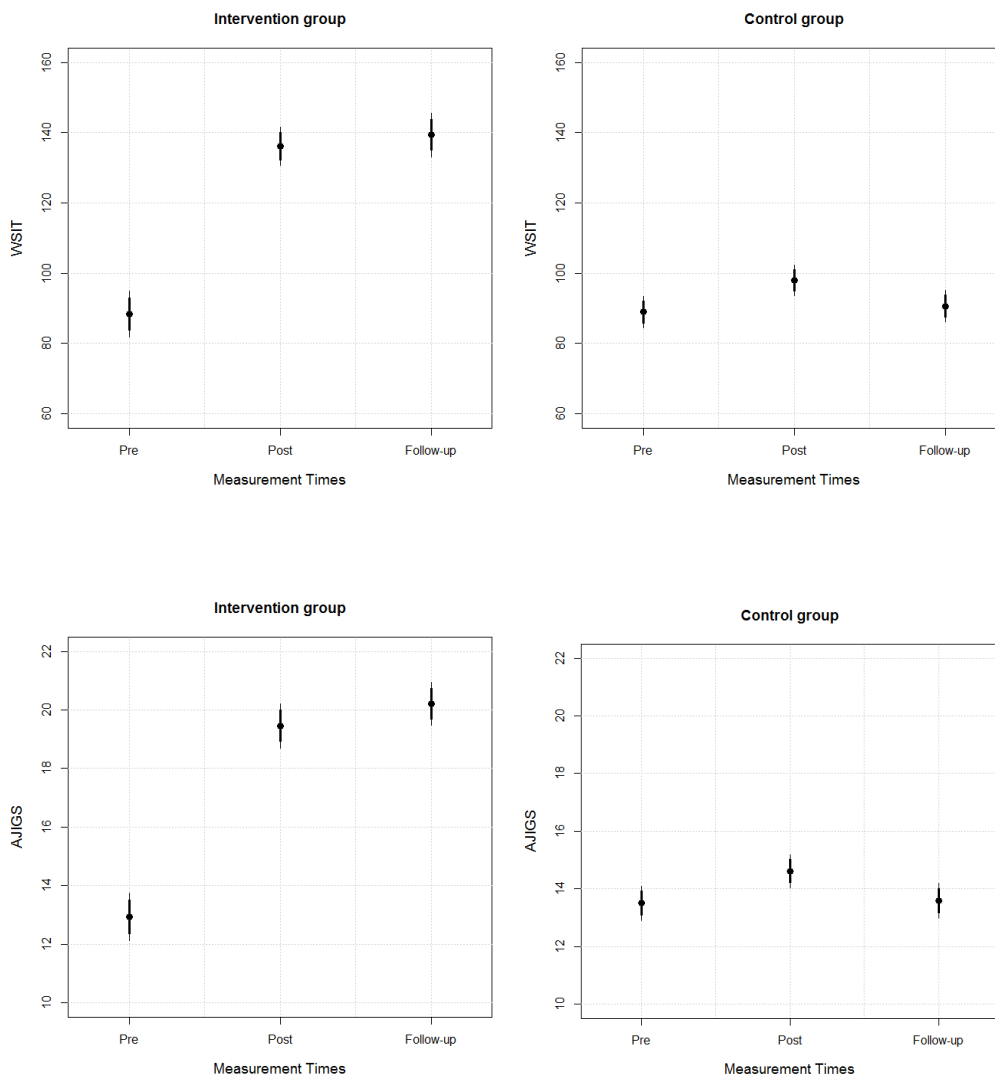 Intervention group
WSIT
160
140
120
100
80
60
Pre Post Follow-up
Measurement Times
Control group
WSIT
160
140
120
100
80
60
Pre Post Follow-up
Measurement Times
Intervention group
AJIGS
22
20
18
16
14
12
10
Pre Post Follow-up
Measurement Times
Control group
AJIGS
22
20
18
16
14
12
10
Pre Post Follow-up
Measurement Times